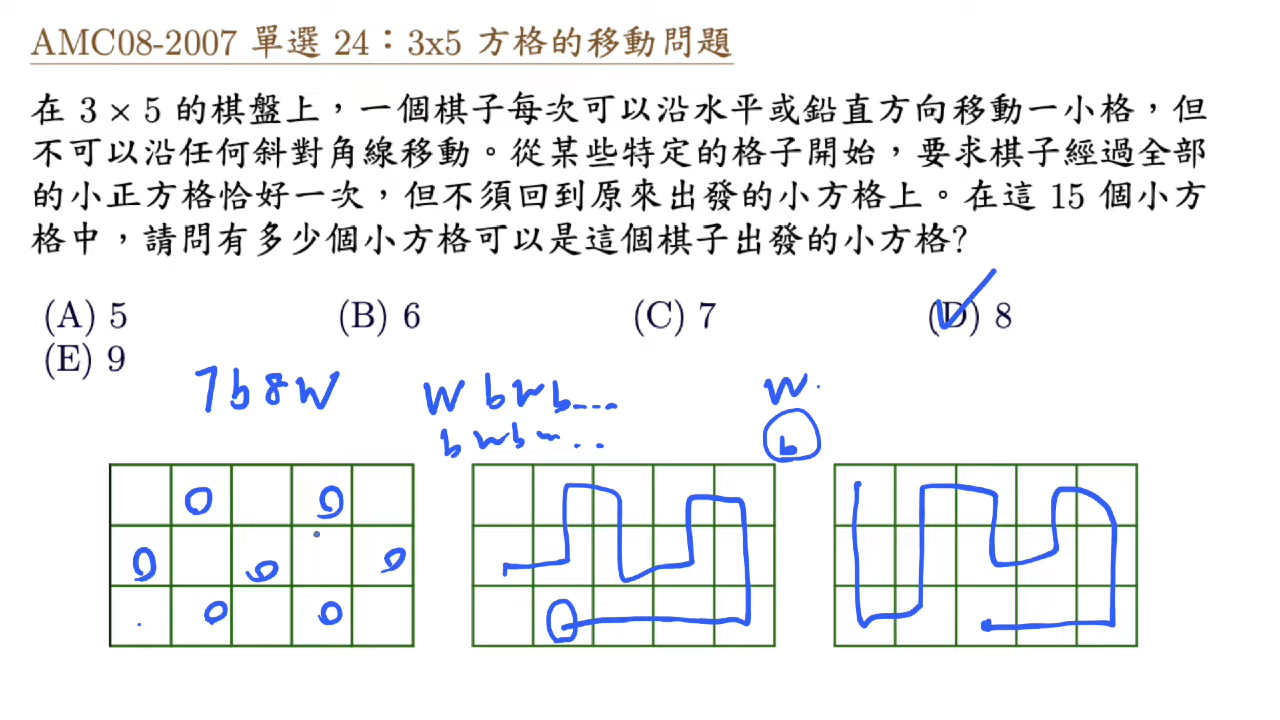 AMC08-2007 單選 24：3x5 方格的移動問題
在 3 × 5 的棋盤上，一個棋子每次可以沿水平或鉛直方向移動一小格，但
不可以沿任何斜對角線移動。從某些特定的格子開始，要求棋子經過全部
的小正方格恰好一次，但不須回到原來出發的小方格上。在這 15 個小方
格中，請問有多少個小方格可以是這個棋子出發的小方格?
(A) 5 (B) 6 (C) 7 (D) 8
(E) 9
7 b 8 W W b w b... W.
b w b w .. b